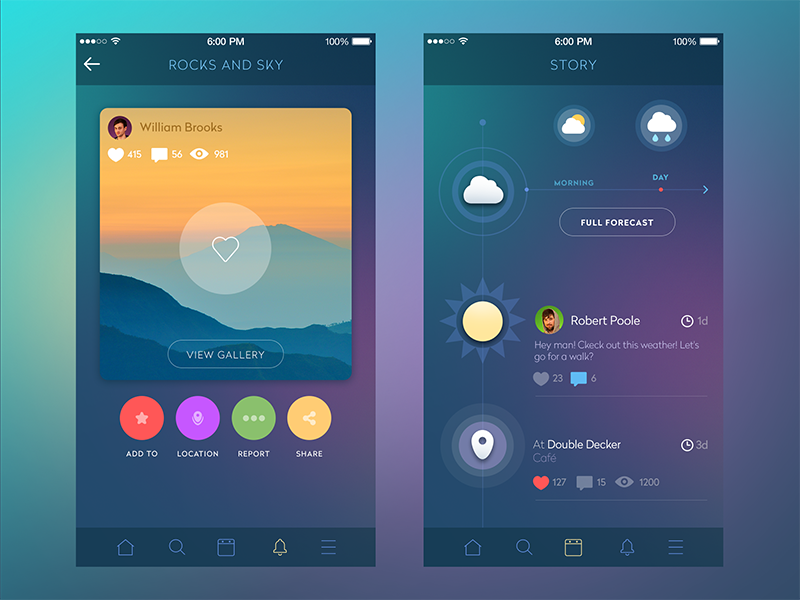 6:00 PM
100%
ROCKS AND SKY
William Brooks
415 56 981
VIEW GALLERY
ADD TO LOCATION REPORT SHARE
6:00 PM
100%
STORY
MORNING
DAY
FULL FORECAST
Robert Poole 1d
Hey man! Ckeck out this weather! Let's
go for a walk?
23 6
At Double Decker 3d
Café
127 15 1200